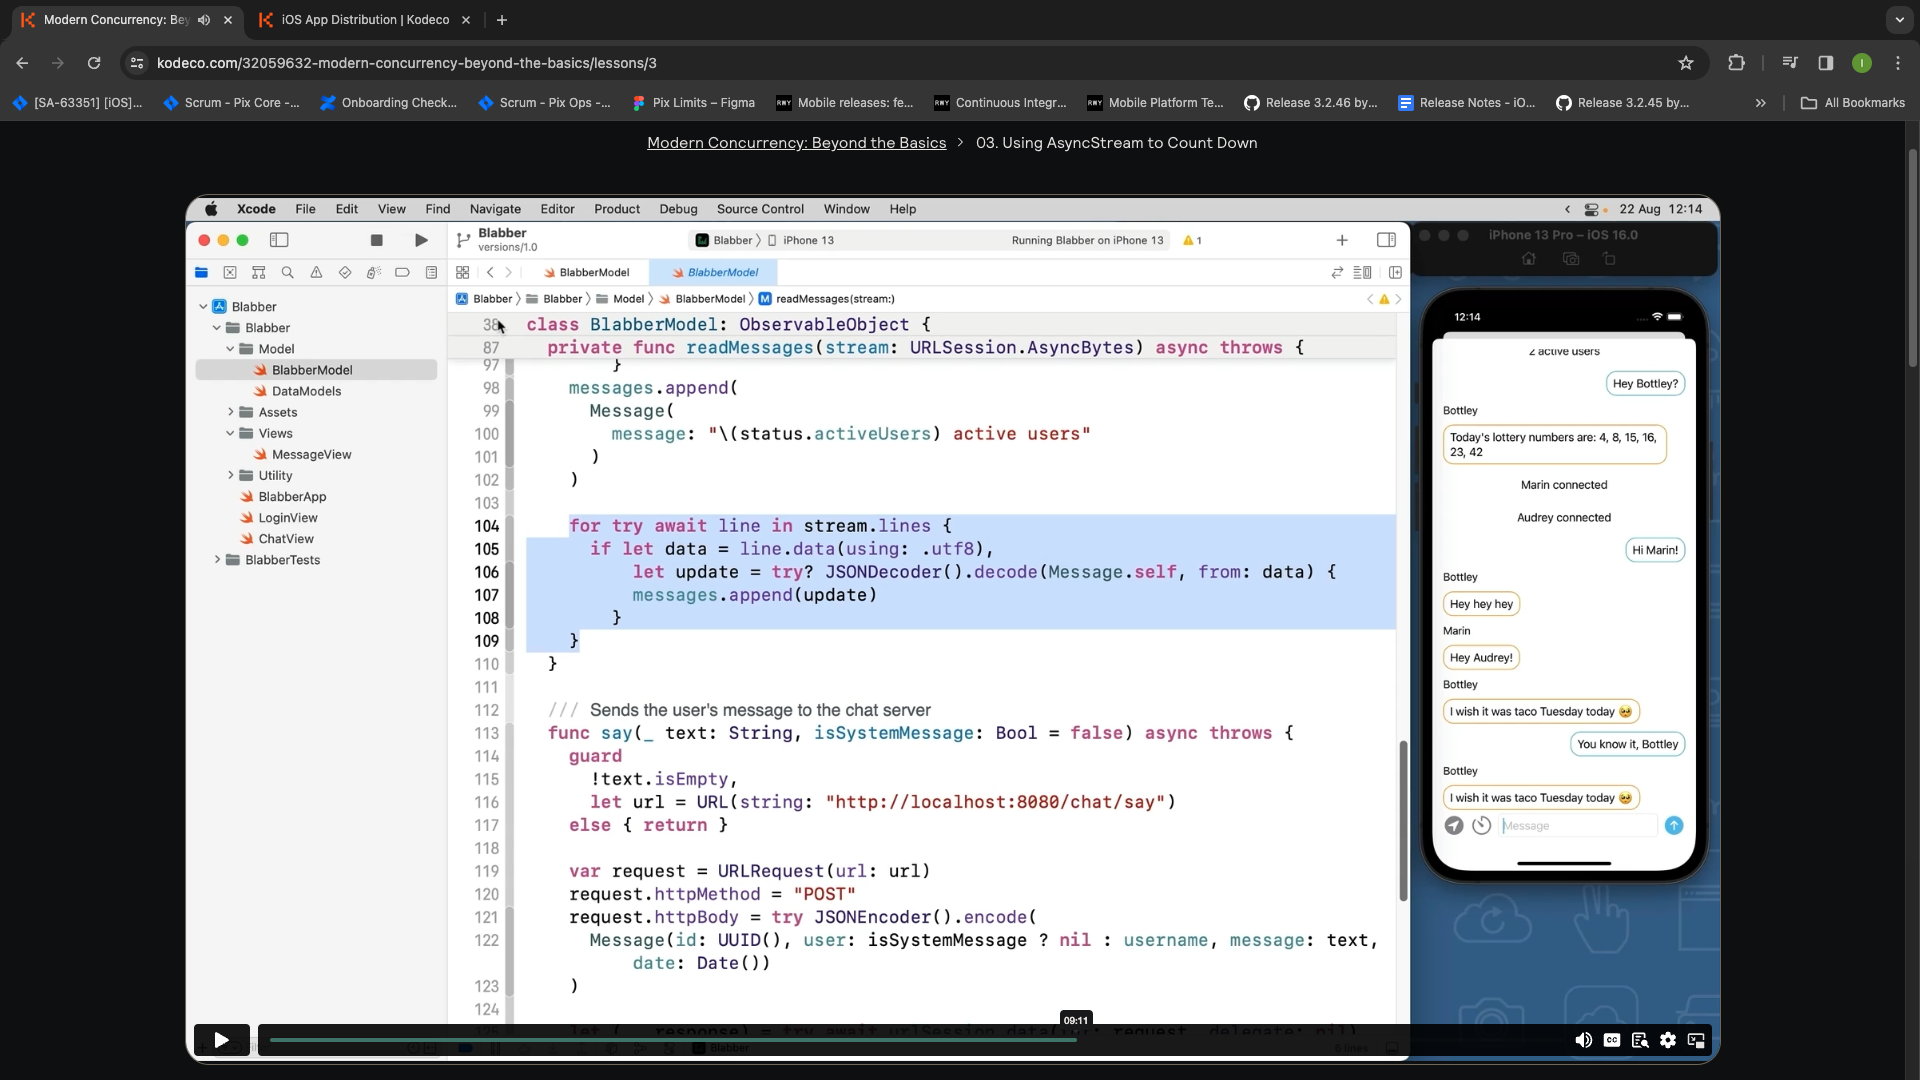 Modern Concurrency: Bey
iOS App Distribution | Kodeco
kodeco.com/32059632-modern-concurrency-beyond-the-basics/lessons/3
[SA-63351] [iOS]...
Scrum - Pix Core -...
Onboarding Check...
Scrum - Pix Ops -...
Pix Limits – Figma
Mobile releases: fe...
Continuous Integr...
Mobile Platform Te...
Release 3.2.46 by...
Release Notes - iO...
Release 3.2.45 by...
»
All Bookmarks
Modern Concurrency: Beyond the Basics > 03. Using AsyncStream to Count Down
Xcode File Edit View Find Navigate Editor Product Debug Source Control Window Help
22 Aug 12:14
Blabber
versions/1.0
Blabber 〉 iPhone 13
Running Blabber on iPhone 13
1
BlabberModel
BlabberModel
Blabber 〉 Blabber 〉 Model 〉 BlabberModel 〉 M readMessages(stream:)
Blabber
Blabber
Model
BlabberModel
DataModels
Assets
Views
MessageView
Utility
BlabberApp
LoginView
ChatView
BlabberTests
38 class BlabberModel: ObservableObject {
87 private func readMessages(stream: URLSession.AsyncBytes) async throws {
97 }
98 messages.append(
99 Message(
100 message: "\(status.activeUsers) active users"
101 )
102 )
103
104 for try await line in stream.lines {
105 if let data = line.data(using: .utf8),
106 let update = try? JSONDecoder().decode(Message.self, from: data) {
107 messages.append(update)
108 }
109 }
110 }
111
112 /// Sends the user's message to the chat server
113 func say(_ text: String, isSystemMessage: Bool = false) async throws {
114 guard
115 !text.isEmpty,
116 let url = URL(string: "http://localhost:8080/chat/say")
117 else { return }
118
119 var request = URLRequest(url: url)
120 request.httpMethod = "POST"
121 request.httpBody = try JSONEncoder().encode(
122 Message(id: UUID(), user: isSystemMessage ? nil : username, message: text,
date: Date())
123 )
124
125 let (_, response) = try await urlSession.data(for: request, delegate: nil)
Blabber
6 lines
09:11
CC
iPhone 13 Pro – iOS 16.0
12:14
2 active users
Hey Bottley?
Bottley
Today's lottery numbers are: 4, 8, 15, 16,
23, 42
Marin connected
Audrey connected
Hi Marin!
Bottley
Hey hey hey
Marin
Hey Audrey!
Bottley
I wish it was taco Tuesday today 🥺
You know it, Bottley
Bottley
I wish it was taco Tuesday today 🥺
Message